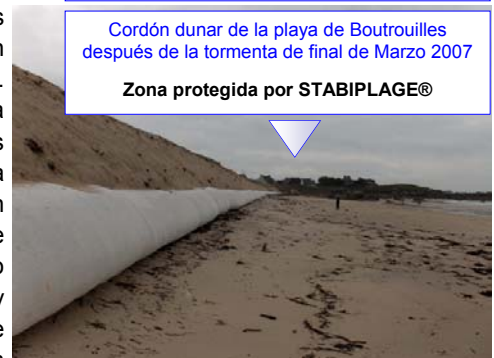 Cordón dunar de la playa de Boutrouilles
después de la tormenta de final de Marzo 2007
Zona protegida por STABIPLAGE®